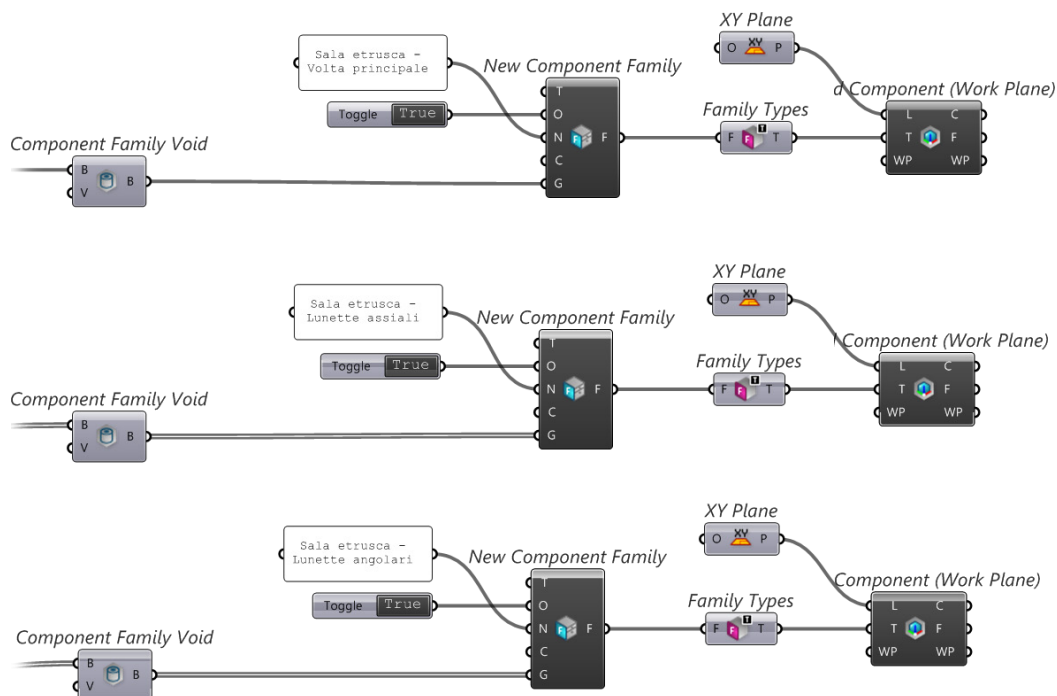 XY Plane
O XY P
Sala etrusca -
Volta principale
New Component Family
d Component (Work Plane)
Toggle True
Family Types
T
O
N F
C
G
F T T
L C
T F
WP WP
Component Family Void
B B
V
XY Plane
O XY P
Sala etrusca -
Lunette assiali
New Component Family
Component (Work Plane)
Toggle True
Family Types
T
O
N F
C
G
F T T
L C
T F
WP WP
Component Family Void
B B
V
XY Plane
O XY P
Sala etrusca -
Lunette angolari
New Component Family
Component (Work Plane)
Toggle True
Family Types
T
O
N F
C
G
F T T
L C
T F
WP WP
Component Family Void
B B
V